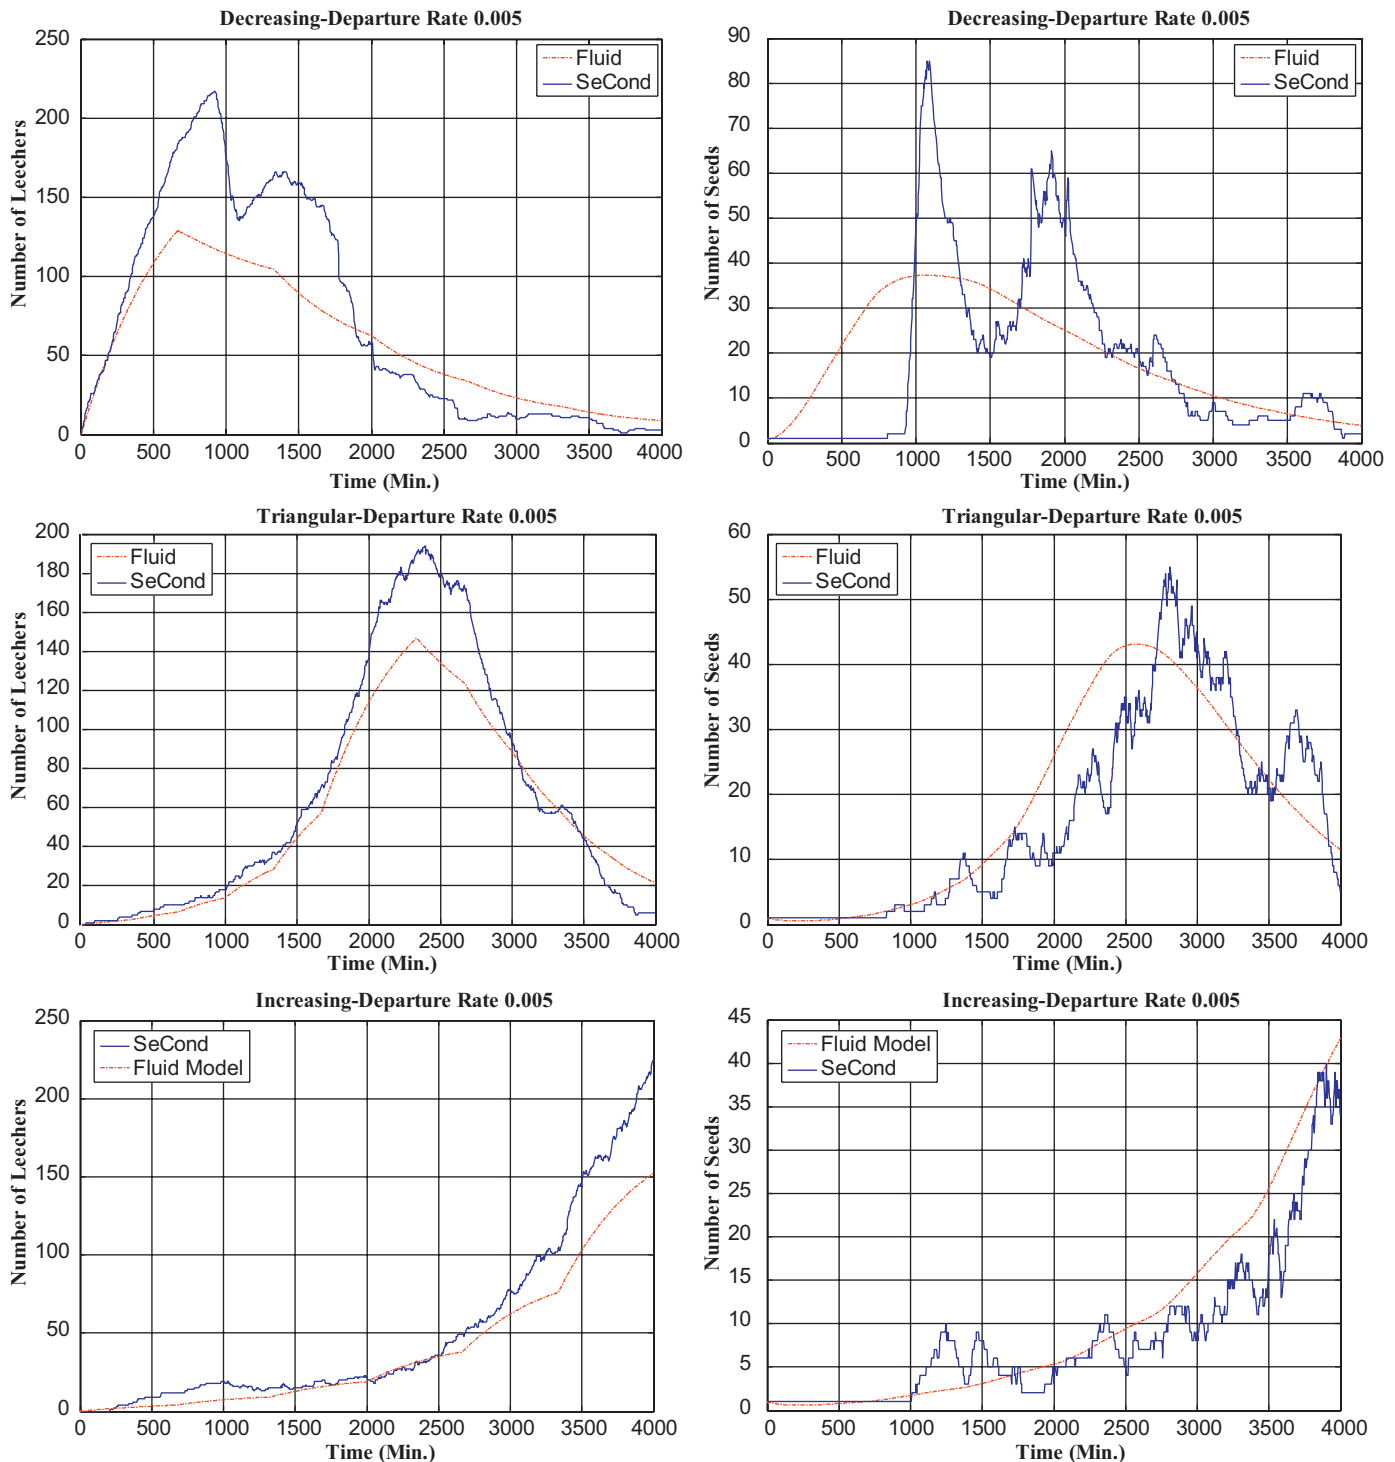 Decreasing-Departure Rate 0.005
250
200
150
100
50
0
Number of Leechers
Fluid
SeCond
0 500 1000 1500 2000 2500 3000 3500 4000
Time (Min.)
Decreasing-Departure Rate 0.005
90
80
70
60
50
40
30
20
10
0
Number of Seeds
Fluid
SeCond
0 500 1000 1500 2000 2500 3000 3500 4000
Time (Min.)
Triangular-Departure Rate 0.005
200
180
160
140
120
100
80
60
40
20
0
Number of Leechers
Fluid
SeCond
0 500 1000 1500 2000 2500 3000 3500 4000
Time (Min.)
Triangular-Departure Rate 0.005
60
50
40
30
20
10
0
Number of Seeds
Fluid
SeCond
0 500 1000 1500 2000 2500 3000 3500 4000
Time (Min.)
Increasing-Departure Rate 0.005
250
200
150
100
50
0
Number of Leechers
SeCond
Fluid Model
0 500 1000 1500 2000 2500 3000 3500 4000
Time (Min.)
Increasing-Departure Rate 0.005
45
40
35
30
25
20
15
10
5
0
Number of Seeds
Fluid Model
SeCond
0 500 1000 1500 2000 2500 3000 3500 4000
Time (Min.)